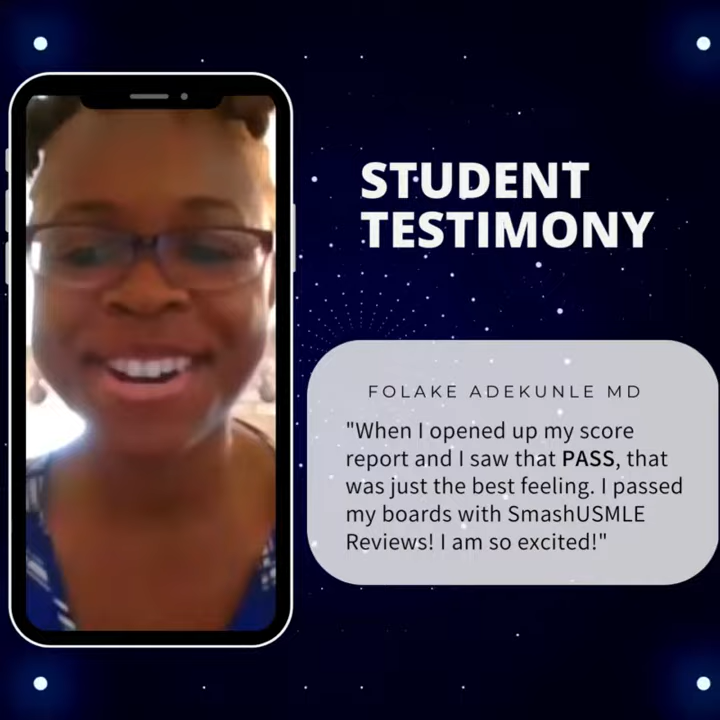 STUDENT
TESTIMONY
FOLAKE ADEKUNLE MD
"When I opened up my score
report and I saw that PASS, that
was just the best feeling. I passed
my boards with SmashUSMLE
Reviews! I am so excited!"